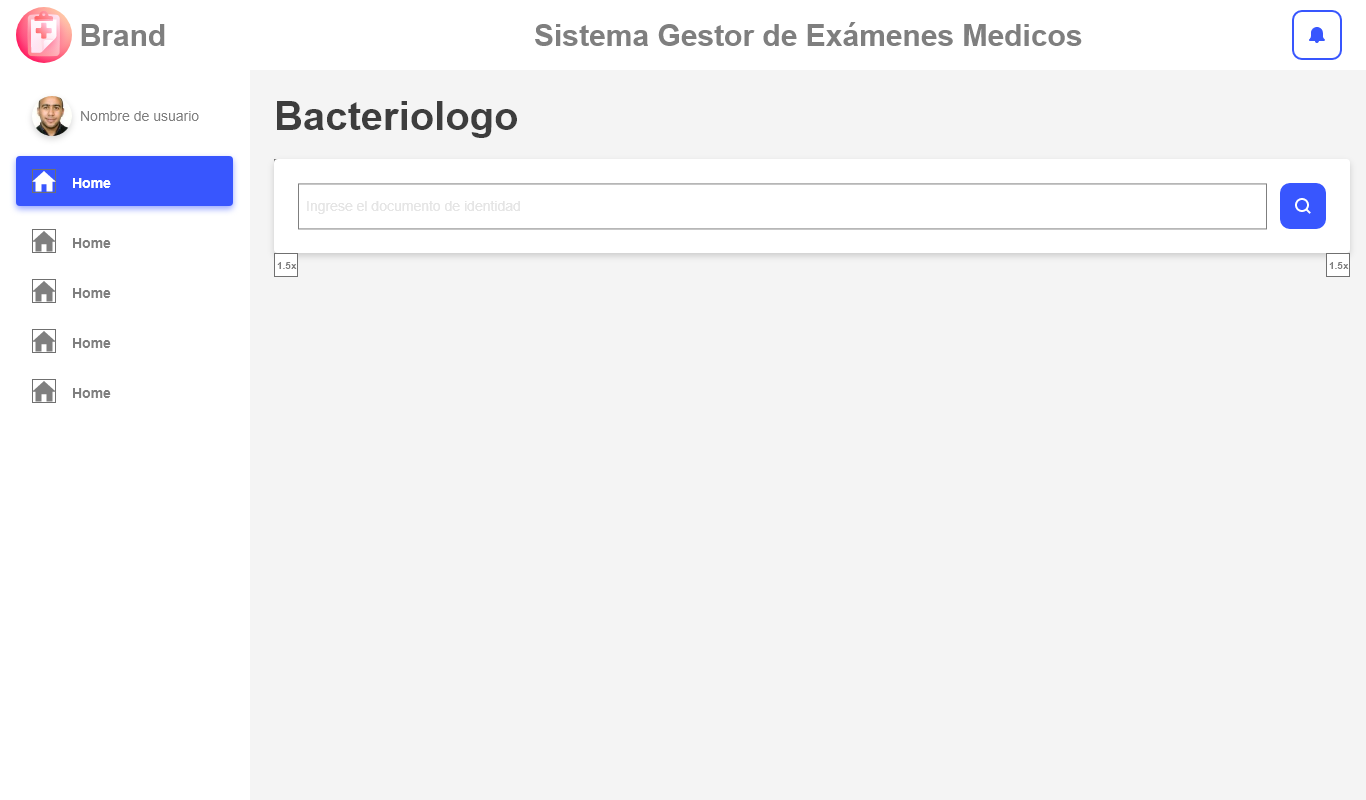 Brand
Sistema Gestor de Exámenes Medicos
Nombre de usuario
Home
Home
Home
Home
Home
Bacteriologo
Ingrese el documento de identidad
1.5x
1.5x